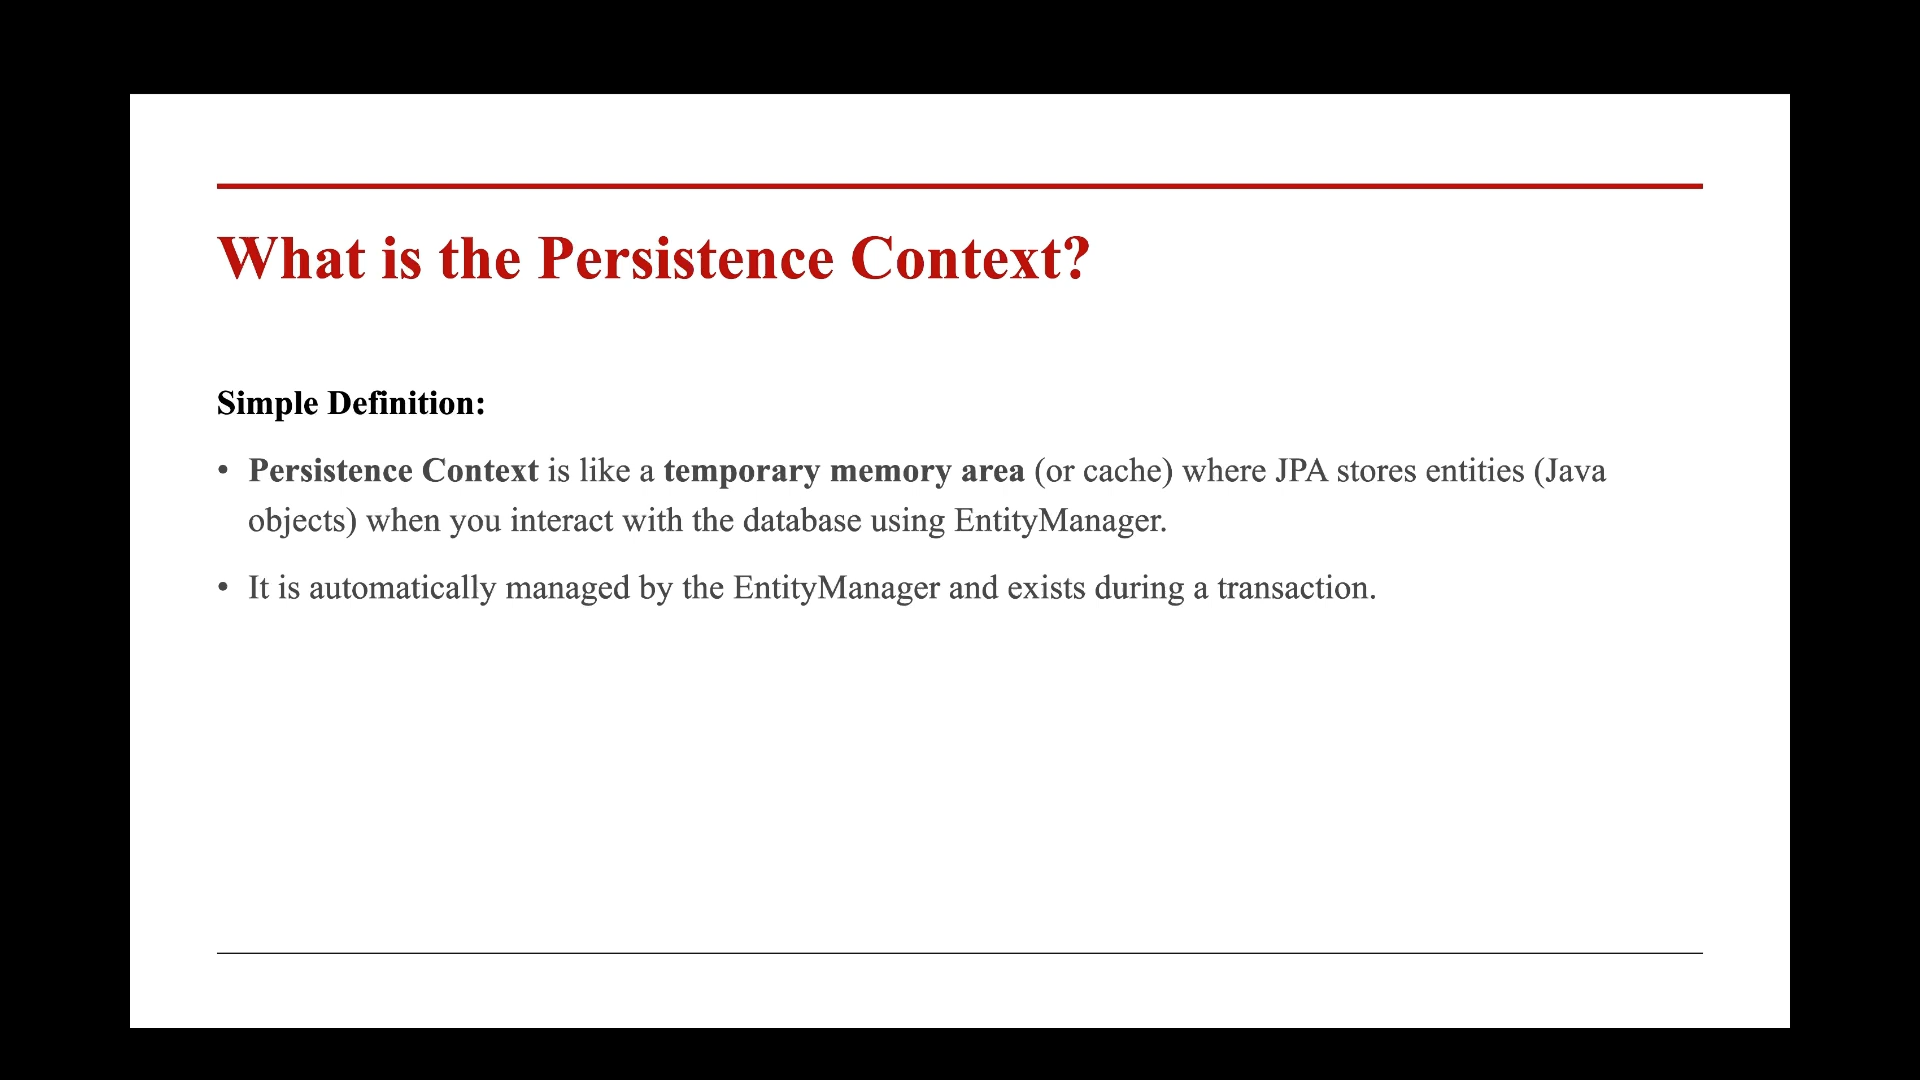 What is the Persistence Context?
Simple Definition:
• Persistence Context is like a temporary memory area (or cache) where JPA stores entities (Java
objects) when you interact with the database using EntityManager.
• It is automatically managed by the EntityManager and exists during a transaction.